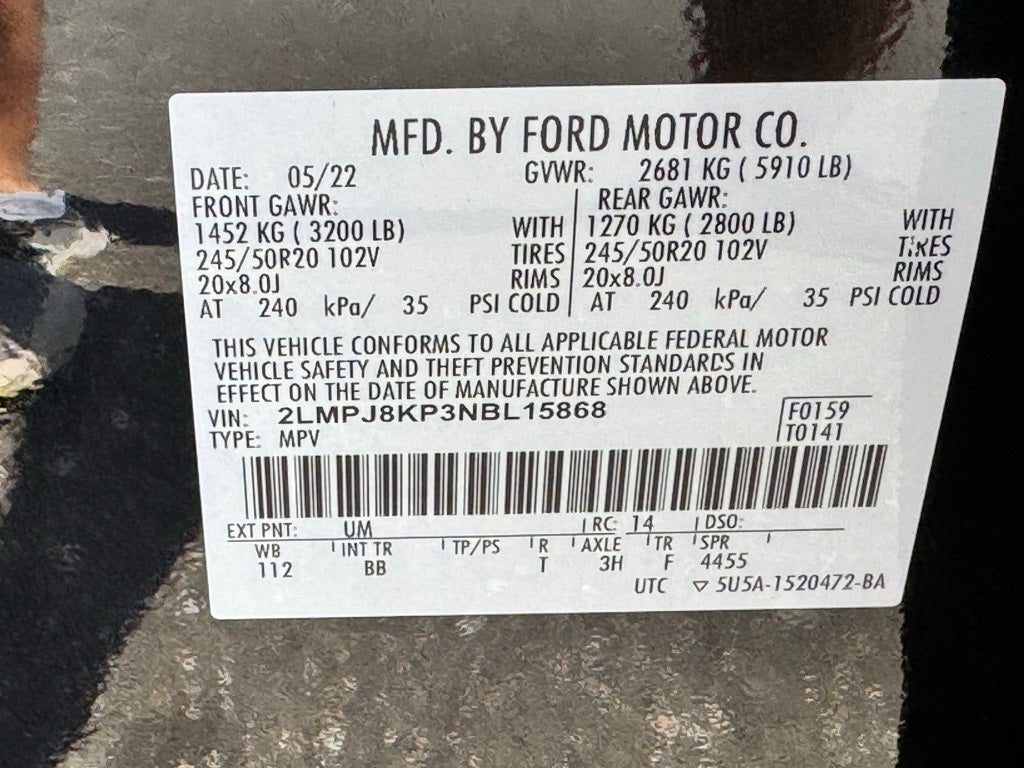 MFD. BY FORD MOTOR CO.
DATE: 05/22 GVWR: 2681 KG ( 5910 LB)
FRONT GAWR: REAR GAWR:
1452 KG ( 3200 LB) WITH 1270 KG ( 2800 LB) WITH
245/50R20 102V TIRES 245/50R20 102V TIRES
20x8.0J RIMS 20x8.0J RIMS
AT 240 kPa/ 35 PSI COLD AT 240 kPa/ 35 PSI COLD
THIS VEHICLE CONFORMS TO ALL APPLICABLE FEDERAL MOTOR
VEHICLE SAFETY AND THEFT PREVENTION STANDARDS IN
EFFECT ON THE DATE OF MANUFACTURE SHOWN ABOVE.
VIN: 2LMPJ8KP3NBL15868 F0159
TYPE: MPV T0141
EXT PNT: UM RC: 14 DSO:
WB INT TR TP/PS R AXLE TR SPR
112 BB T 3H F 4455
UTC ▽ 5U5A-1520472-BA